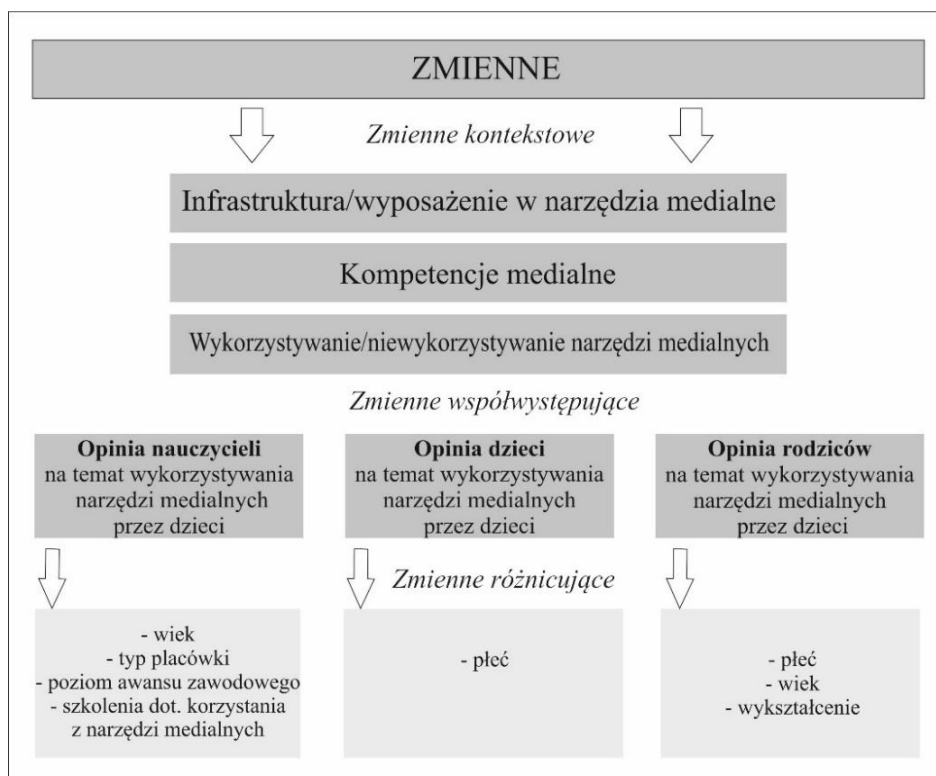 ZMIENNE
Zmienne kontekstowe
Infrastruktura/wyposażenie w narzędzia medialne
Kompetencje medialne
Wykorzystywanie/niewykorzystywanie narzędzi medialnych
Zmienne współwystępujące
Opinia nauczycieli
na temat wykorzystywania
narzędzi medialnych
przez dzieci
Opinia dzieci
na temat wykorzystywania
narzędzi medialnych
przez dzieci
Opinia rodziców
na temat wykorzystywania
narzędzi medialnych
przez dzieci
Zmienne różnicujące
- wiek
- typ placówki
- poziom awansu zawodowego
- szkolenia dot. korzystania
z narzędzi medialnych
- płeć
- płeć
- wiek
- wykształcenie